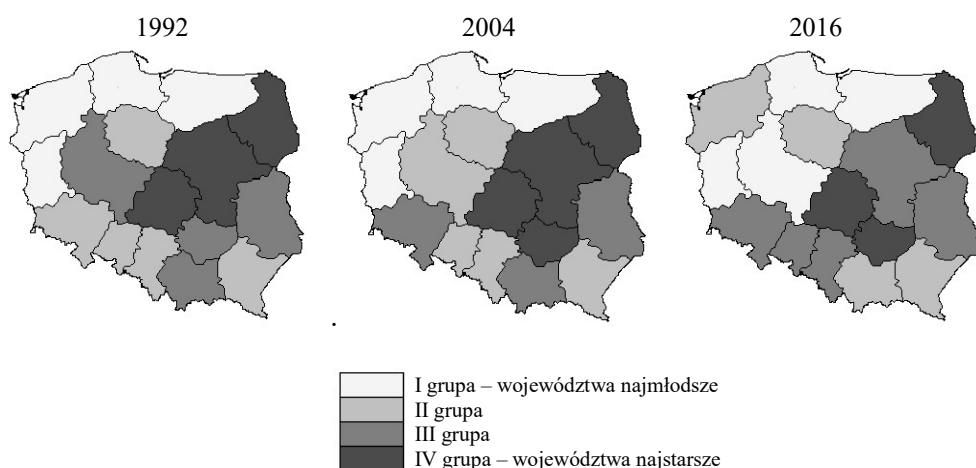 1992
2004
2016
.
I grupa – województwa najmłodsze
II grupa
III grupa
IV grupa – województwa najstarsze